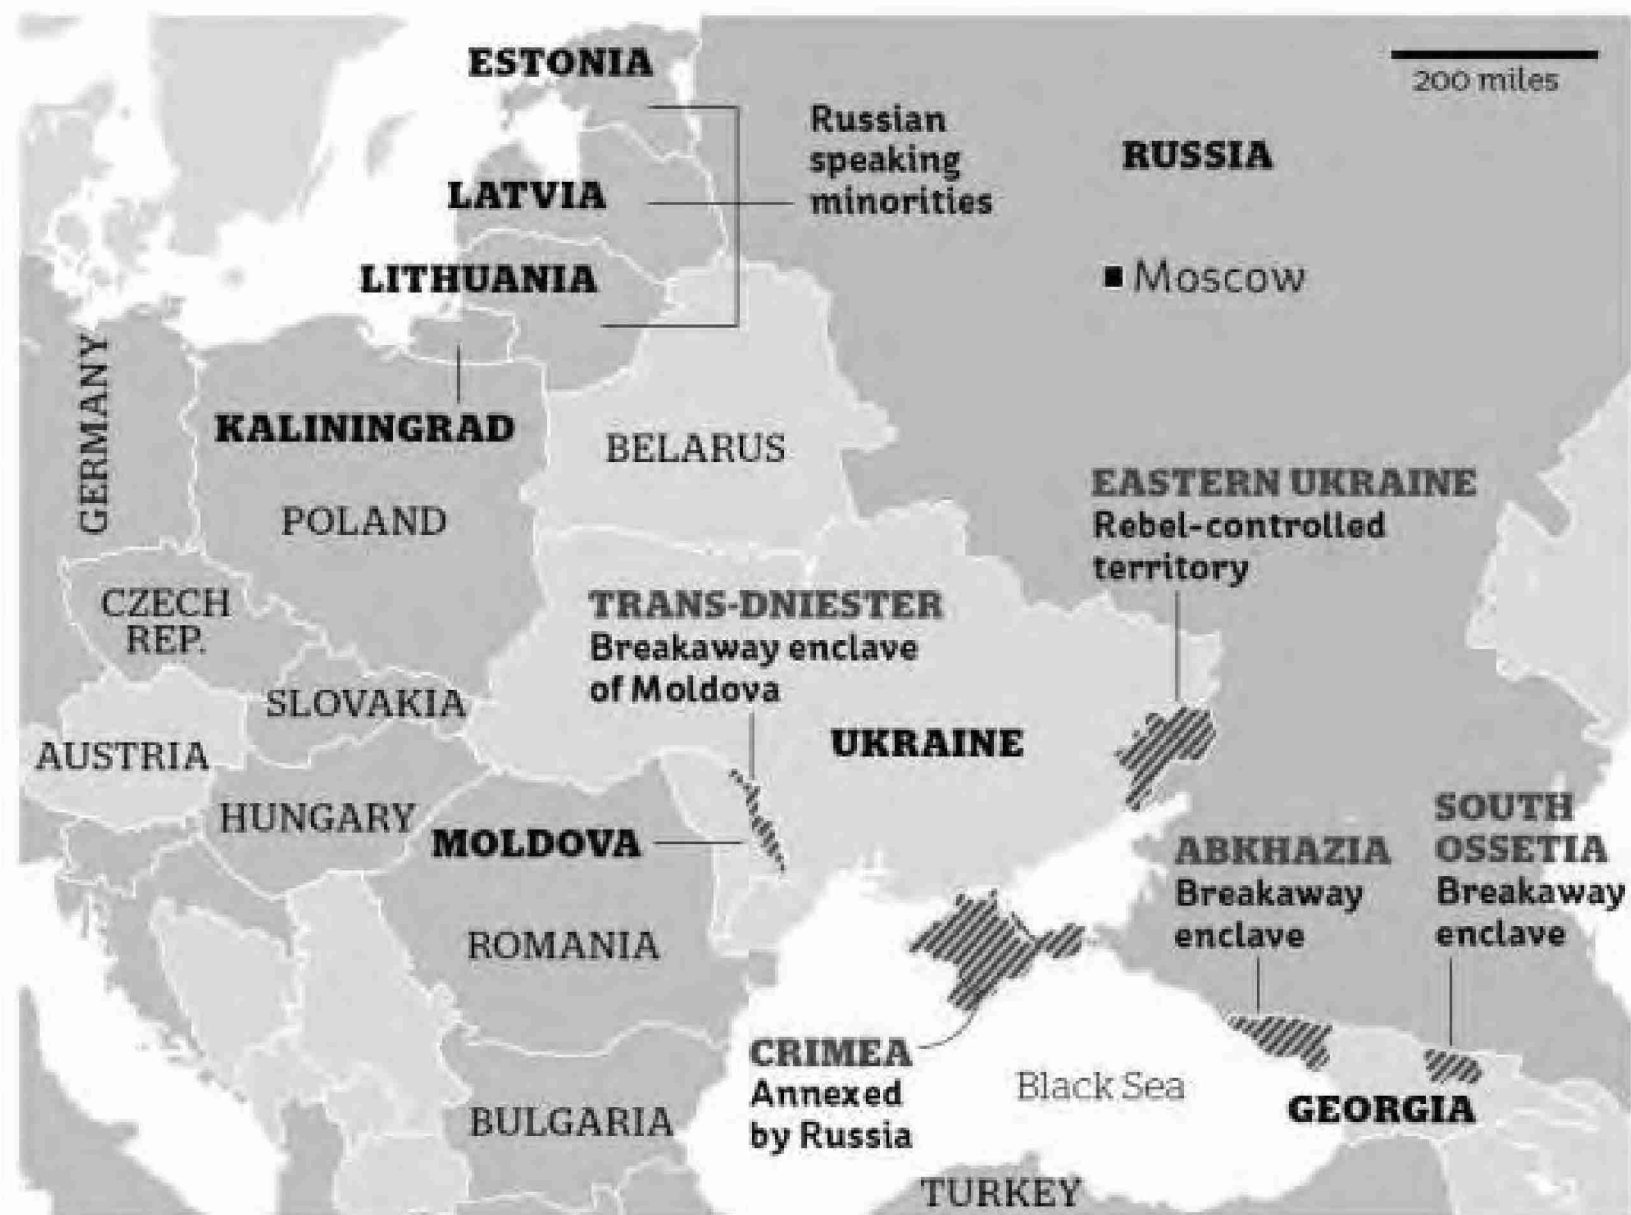 ESTONIA
200 miles
Russian
speaking
minorities
RUSSIA
LATVIA
Moscow
LITHUANIA
GERMANY
KALININGRAD
BELARUS
POLAND
EASTERN UKRAINE
Rebel-controlled
territory
CZECH
REP.
TRANS-DNIESTER
Breakaway enclave
of Moldova
SLOVAKIA
UKRAINE
AUSTRIA
HUNGARY
MOLDOVA
SOUTH
OSSETIA
Breakaway
enclave
ABKHAZIA
Breakaway
enclave
ROMANIA
CRIMEA
Annexed
by Russia
Black Sea
GEORGIA
BULGARIA
TURKEY